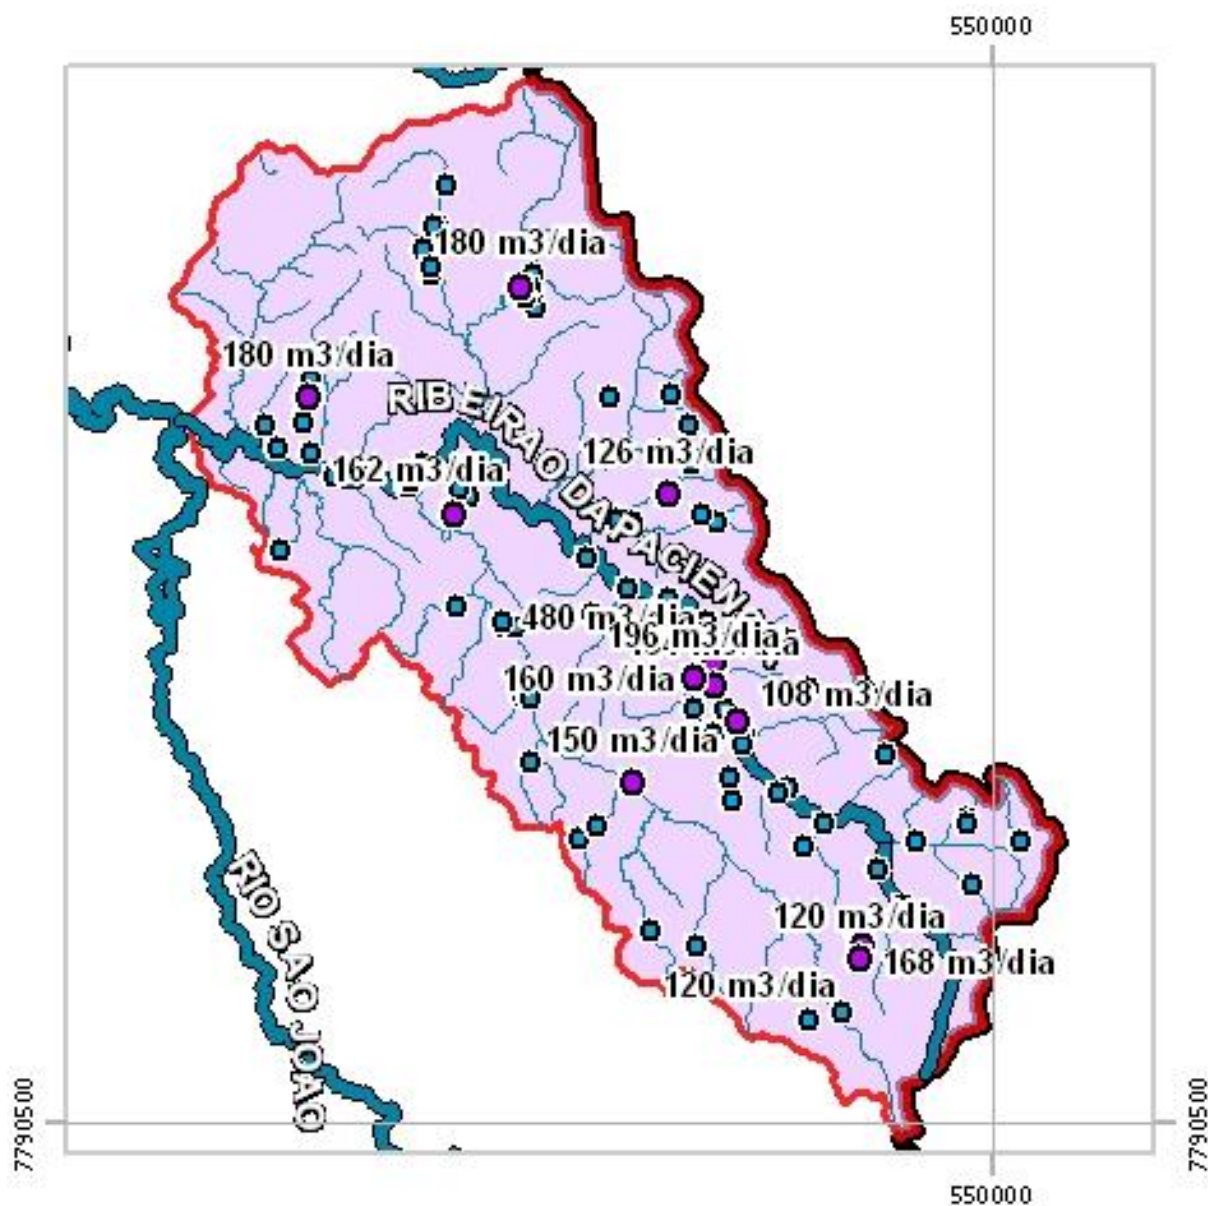 550000
180 m3/dia
180 m3/dia
RIBEIRAO DA PACIEN
126 m3/dia
162 m3/dia
480 m3/dia
196 m3/dia
160 m3/dia
108 m3/dia
150 m3/dia
RIO SAO JOAO
120 m3/dia
168 m3/dia
120 m3/dia
7790500
7790500
550000